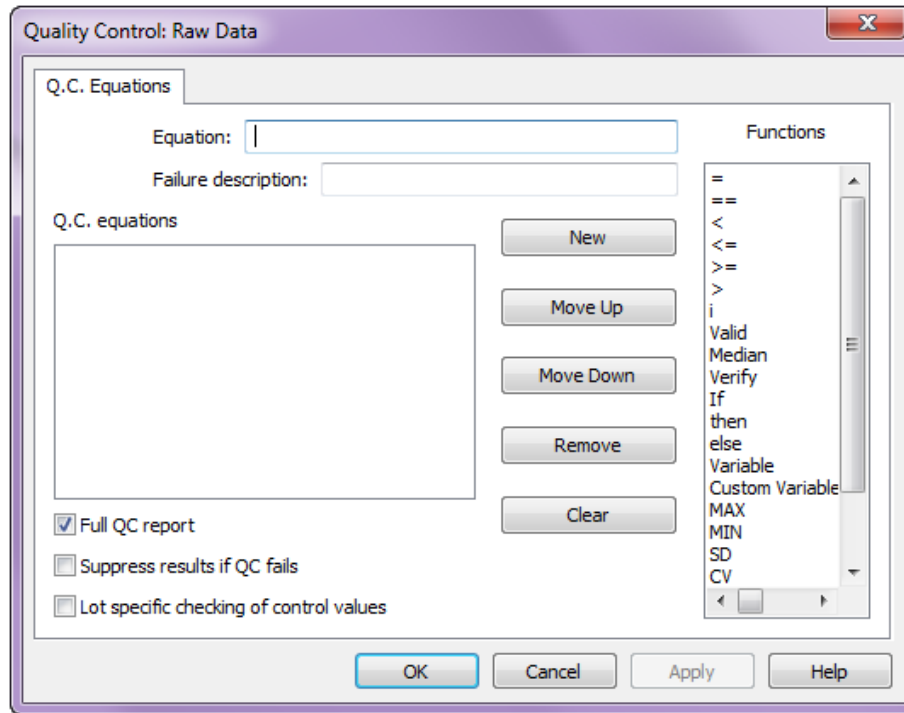 Quality Control: Raw Data
Q.C. Equations
Equation:
Failure description:
Q.C. equations
New
Move Up
Move Down
Remove
Clear
Full QC report
Suppress results if QC fails
Lot specific checking of control values
Functions
=
==
<
<=
>=
>
i
Valid
Median
Verify
If
then
else
Variable
Custom Variable
MAX
MIN
SD
CV
OK
Cancel
Apply
Help